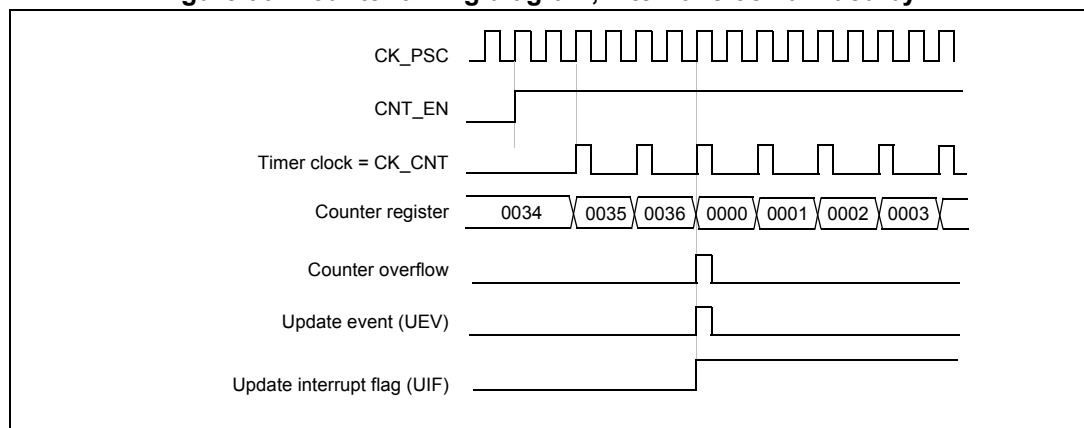 CK_PSC
CNT_EN
Timer clock = CK_CNT
Counter register 0034 0035 0036 0000 0001 0002 0003
Counter overflow
Update event (UEV)
Update interrupt flag (UIF)